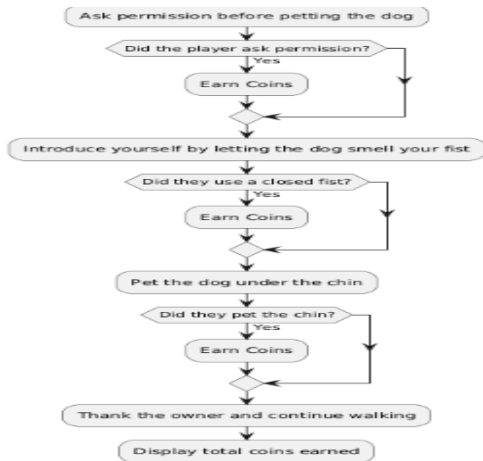 Ask permission before petting the dog
Did the player ask permission?
Yes
Earn Coins
Introduce yourself by letting the dog smell your fist
Did they use a closed fist?
Yes
Earn Coins
Pet the dog under the chin
Did they pet the chin?
Yes
Earn Coins
Thank the owner and continue walking
Display total coins earned